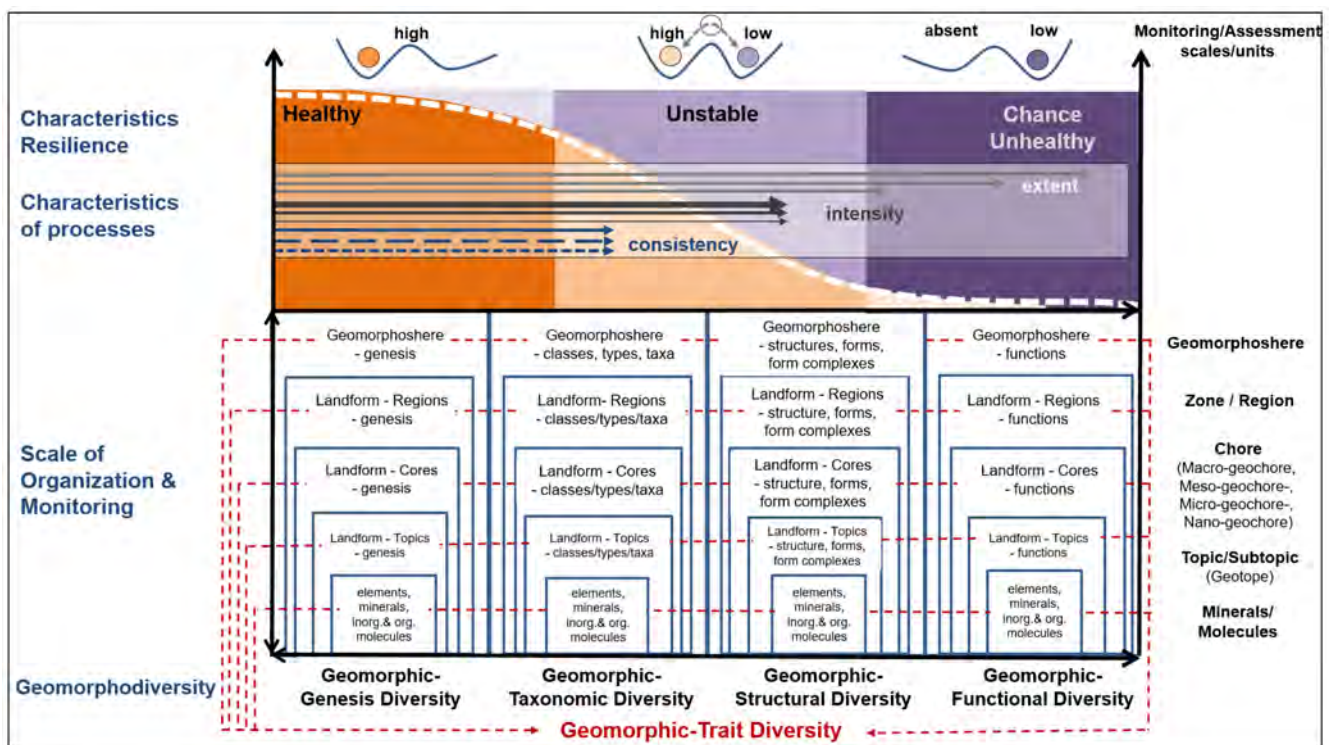 high
high
low
absent
low
Monitoring/Assessment
scales/units
Characteristics
Resilience
Healthy
Unstable
Chance
Unhealthy
Characteristics
of processes
extent
intensity
consistency
Scale of
Organization &
Monitoring
Geomorphoshere
- genesis
Geomorphoshere
- classes, types, taxa
Geomorphoshere
- structures, forms,
form complexes
Geomorphoshere
- functions
Geomorphoshere
Landform - Regions
- genesis
Landform- Regions
- classes/types/taxa
Landform - Regions
- structure, forms,
form complexes
Landform - Regions
- functions
Zone / Region
Landform - Cores
- genesis
Landform - Cores
- classes/types/taxa
Landform - Cores
- structure, forms,
form complexes
Landform - Cores
- functions
Chore
(Macro-geochore,
Meso-geochore-,
Micro-geochore-,
Nano-geochore)
Landform - Topics
- genesis
Landform - Topics
- classes/types/taxa
Landform - Topics
- structure, forms,
form complexes
Landform - Topics
- functions
Topic/Subtopic
(Geotope)
elements,
minerals,
inorg.& org.
molecules
elements,
minerals,
inorg.& org.
molecules
elements,
minerals,
inorg.& org.
molecules
elements,
minerals,
inorg.& org.
molecules
Minerals/
Molecules
Geomorphodiversity
Geomorphic-
Genesis Diversity
Geomorphic-
Taxonomic Diversity
Geomorphic-
Structural Diversity
Geomorphic-
Functional Diversity
Geomorphic-Trait Diversity